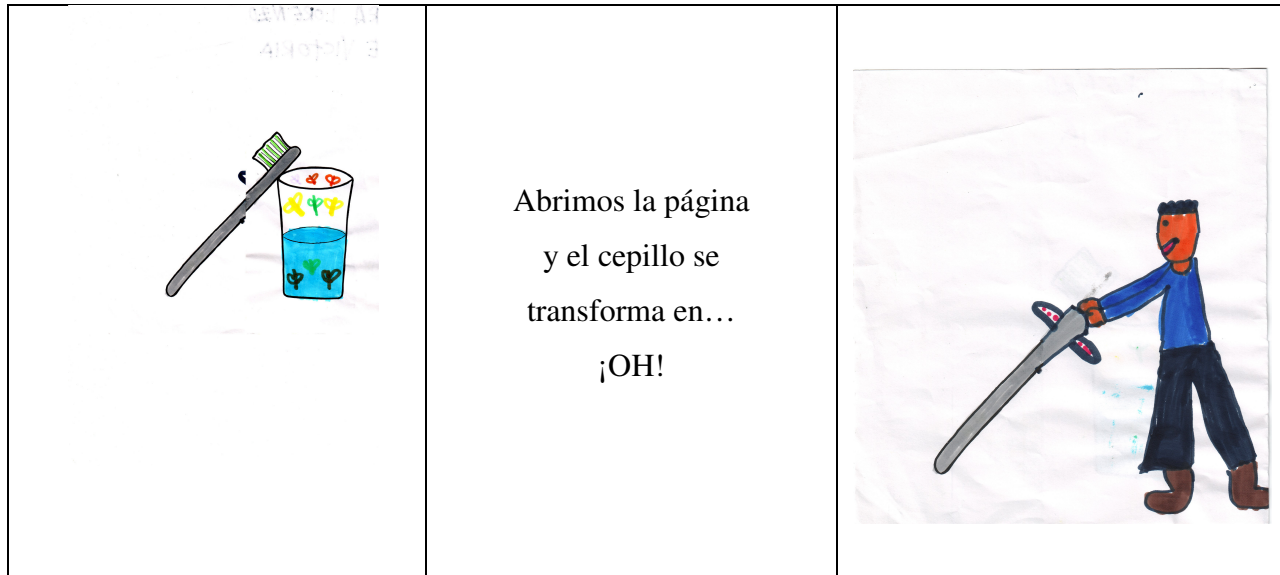 Abrimos la página
y el cepillo se
transforma en…
¡OH!